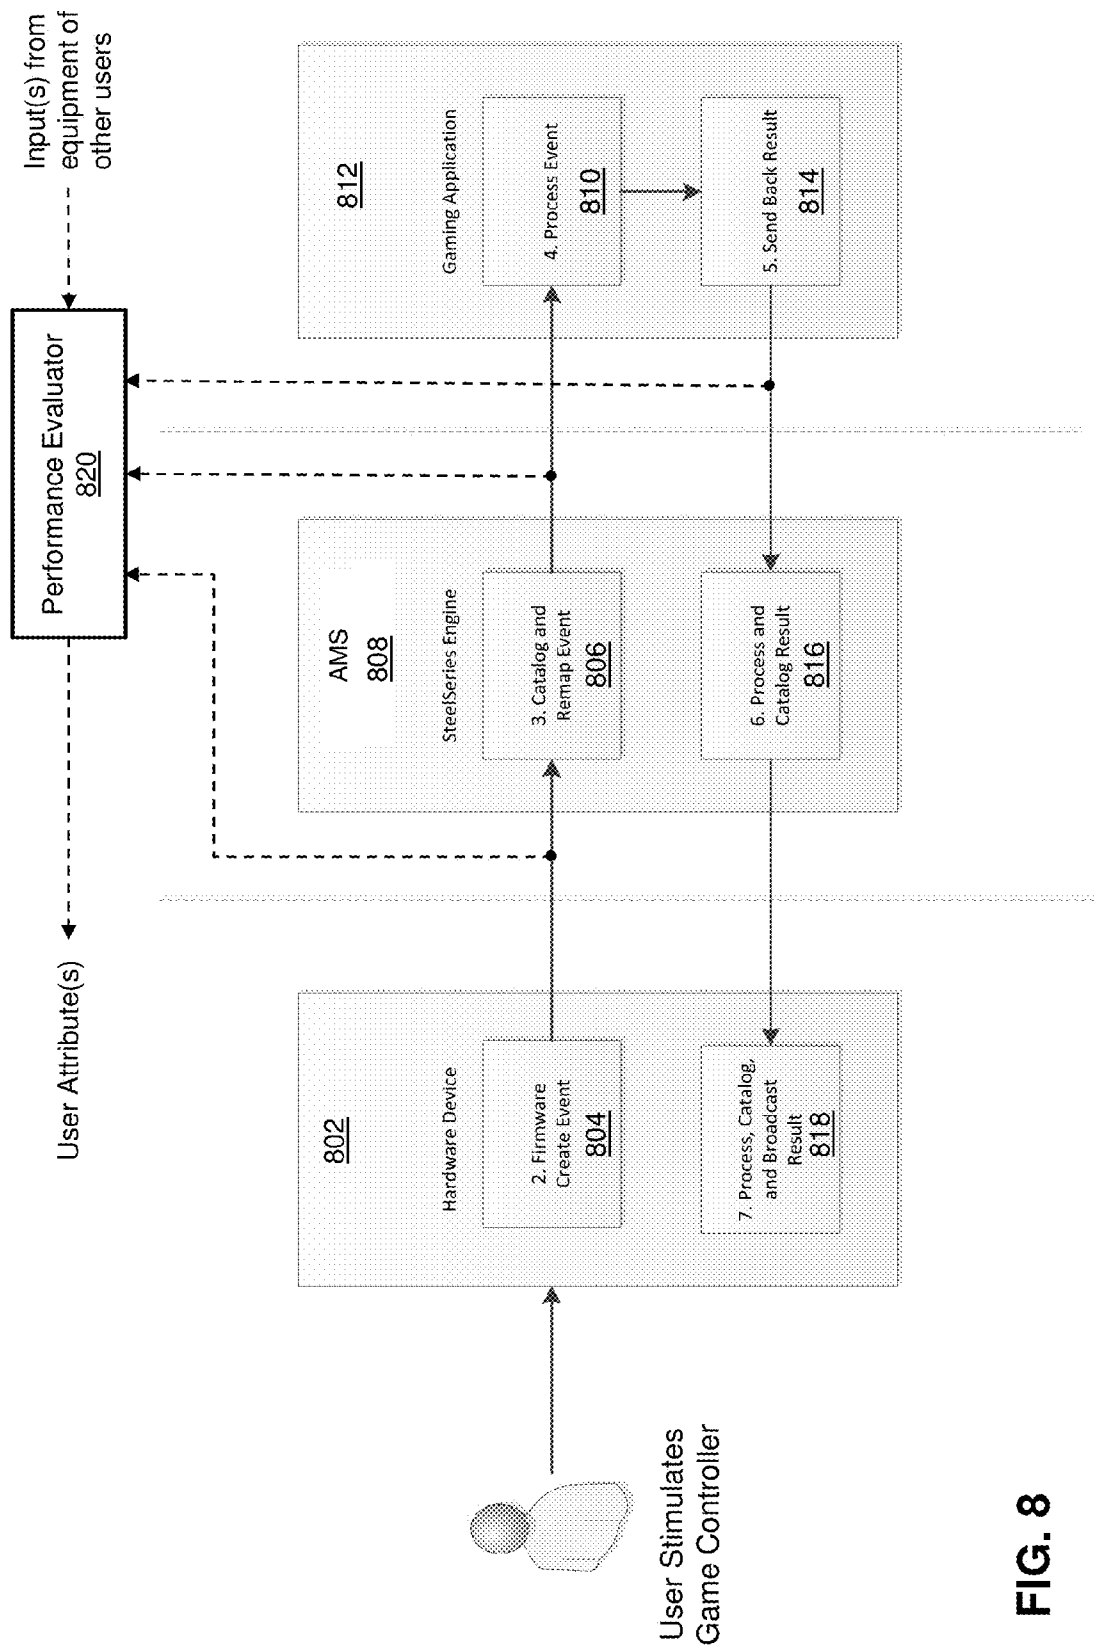 Input(s) from
equipment of
other users
Performance Evaluator
820
User Attribute(s)
802
Hardware Device
2. Firmware
Create Event
804
7. Process, Catalog,
and Broadcast
Result
818
AMS
808
SteelSeries Engine
3. Catalog and
Remap Event
806
6. Process and
Catalog Result
816
812
Gaming Application
4. Process Event
810
5. Send Back Result
814
User Stimulates
Game Controller
FIG. 8